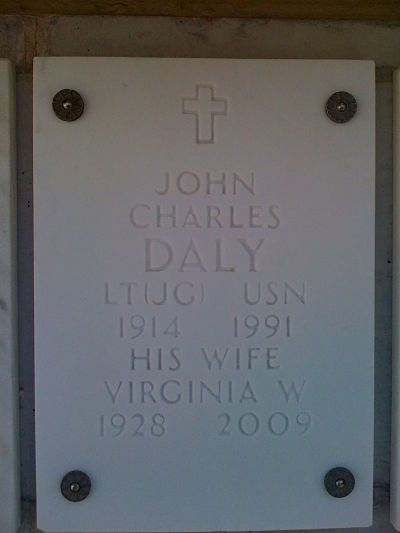 JOHN
CHARLES
DALY
LT(JG) USN
1914 1991
HIS WIFE
VIRGINIA W
1928 2009